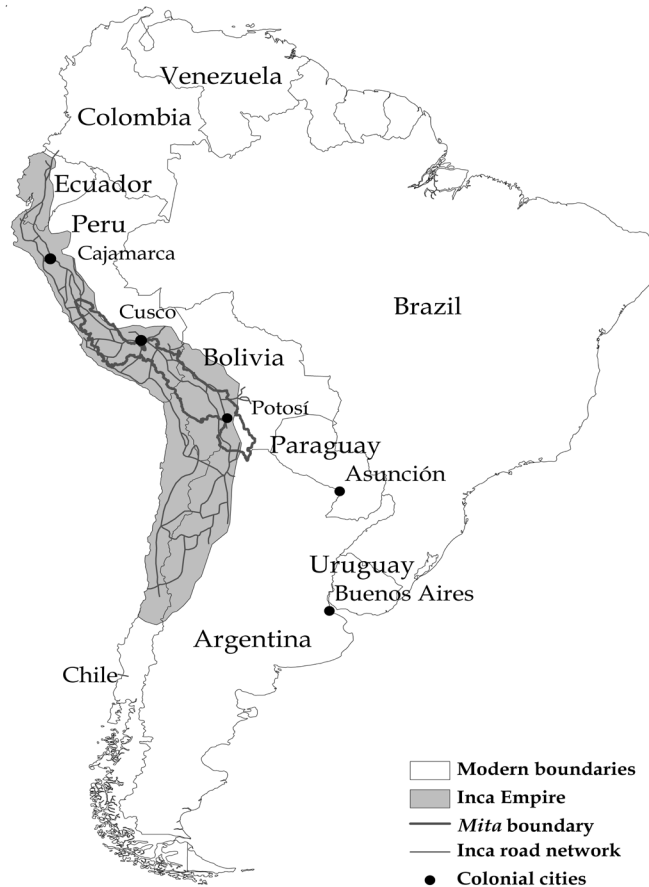 Venezuela
Colombia
Ecuador
Peru
Cajamarca
Brazil
Cusco
Bolivia
Potosí
Paraguay
Asunción
Uruguay
Buenos Aires
Argentina
Chile
Modern boundaries
Inca Empire
Mita boundary
Inca road network
Colonial cities